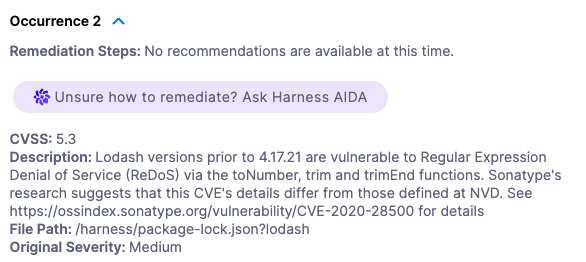 Occurrence 2
Remediation Steps: No recommendations are available at this time.
Unsure how to remediate? Ask Harness AIDA
CVSS: 5.3
Description: Lodash versions prior to 4.17.21 are vulnerable to Regular Expression
Denial of Service (ReDoS) via the toNumber, trim and trimEnd functions. Sonatype's
research suggests that this CVE's details differ from those defined at NVD. See
https://ossindex.sonatype.org/vulnerability/CVE-2020-28500 for details
File Path: /harness/package-lock.json?lodash
Original Severity: Medium